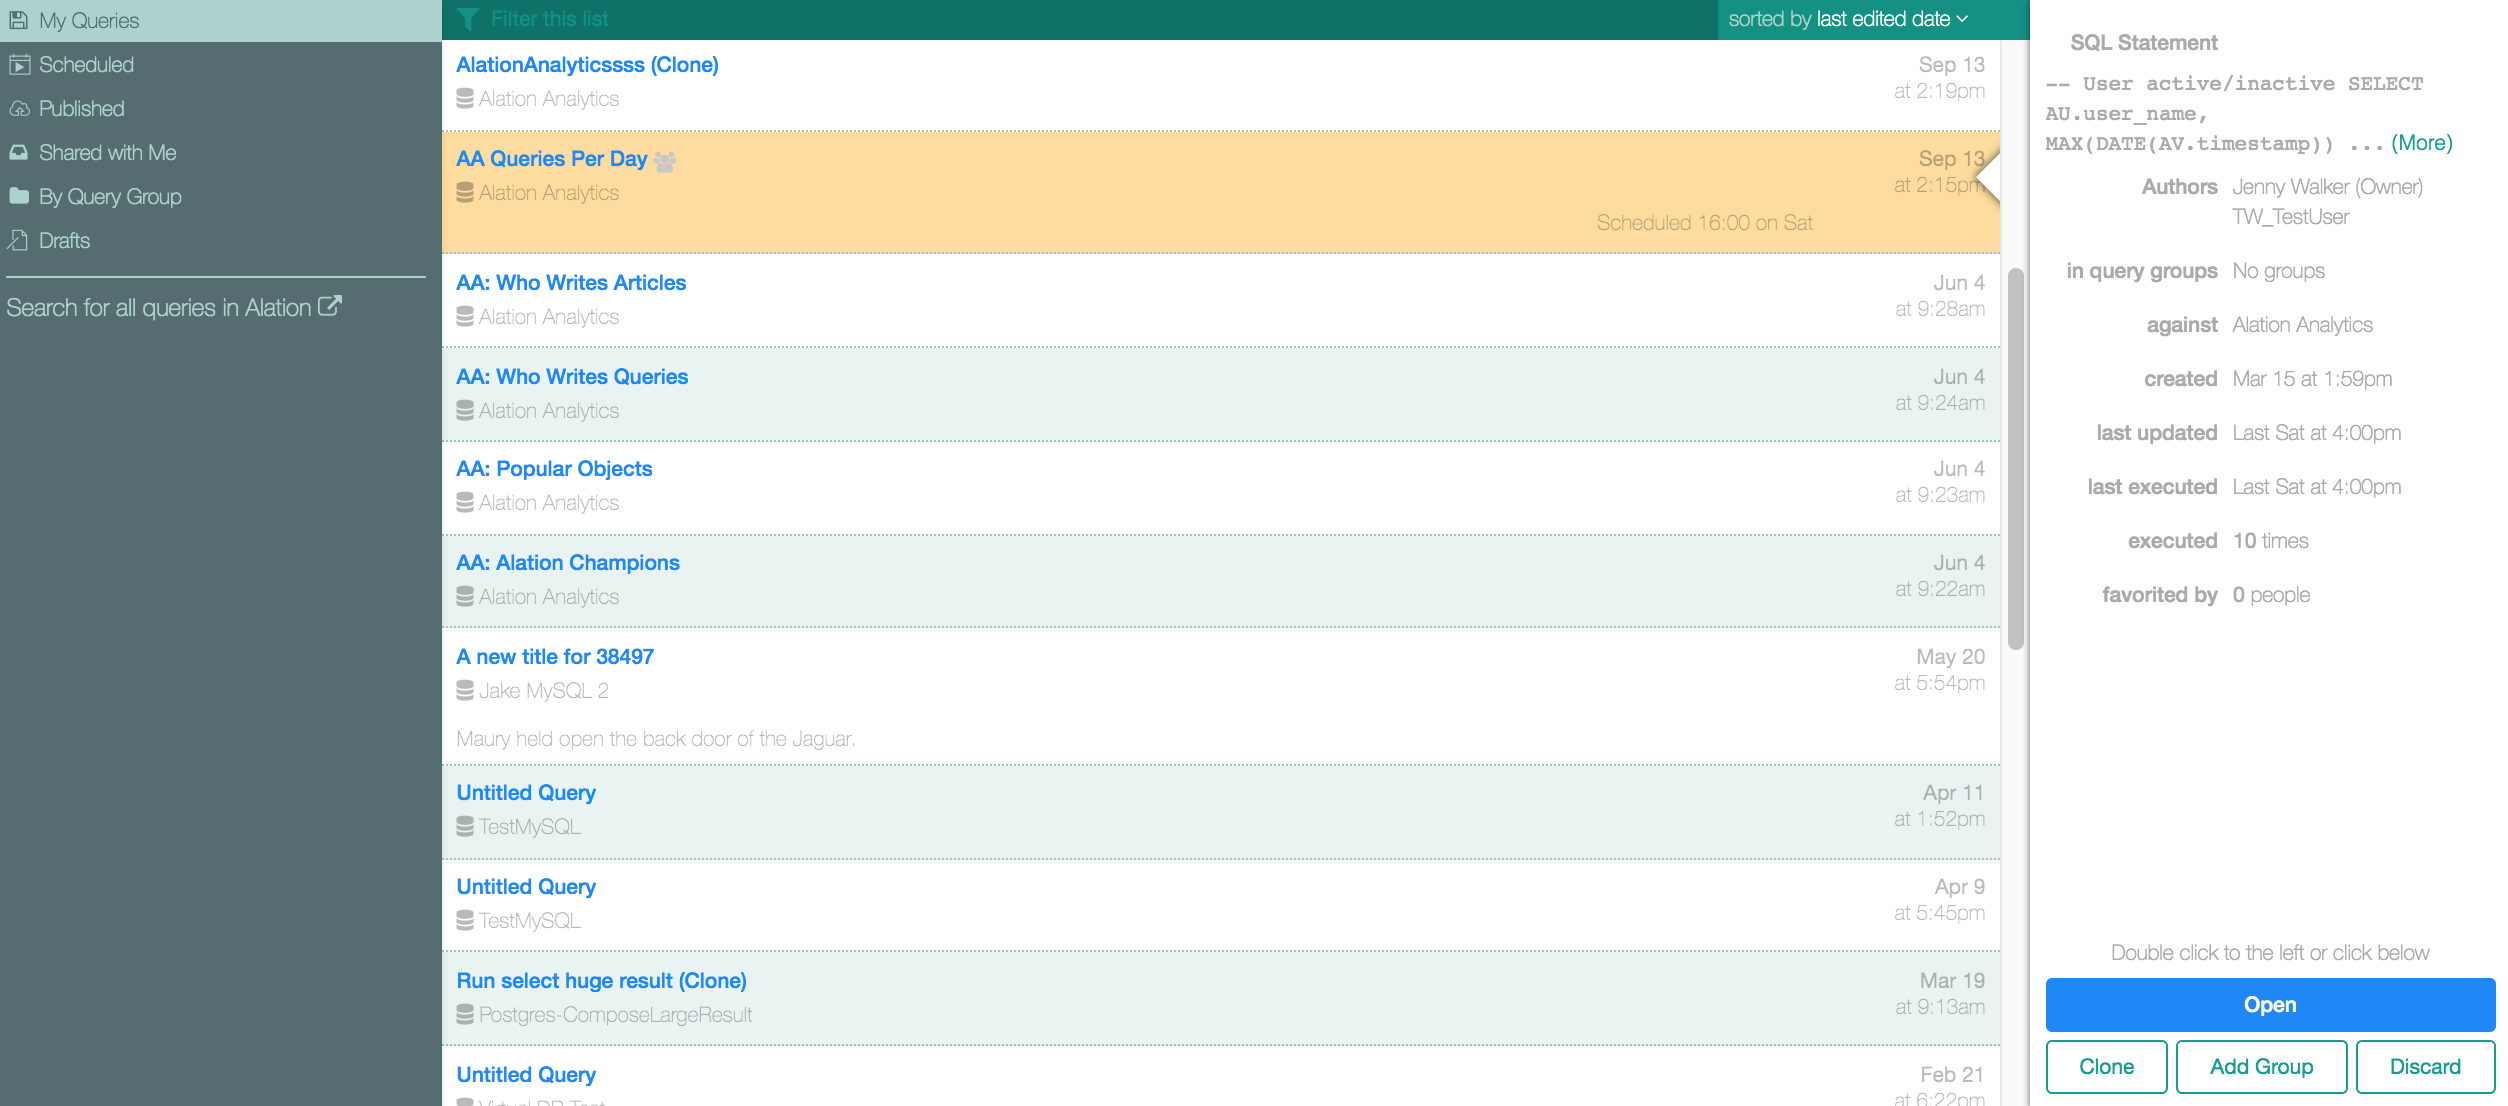 My Queries
Scheduled
Published
Shared with Me
By Query Group
Drafts
Search for all queries in Alation
Filter this list
sorted by last edited date
AlationAnalyticssss (Clone)
Sep 13
Alation Analytics
at 2:19pm
AA Queries Per Day
Sep 13
Alation Analytics
at 2:15pm
Scheduled 16:00 on Sat
AA: Who Writes Articles
Jun 4
Alation Analytics
at 9:28am
AA: Who Writes Queries
Jun 4
Alation Analytics
at 9:24am
AA: Popular Objects
Jun 4
Alation Analytics
at 9:23am
AA: Alation Champions
Jun 4
Alation Analytics
at 9:22am
A new title for 38497
May 20
Jake MySQL 2
at 5:54pm
Maury held open the back door of the Jaguar.
Untitled Query
Apr 11
TestMySQL
at 1:52pm
Untitled Query
Apr 9
TestMySQL
at 5:45pm
Run select huge result (Clone)
Mar 19
Postgres-ComposeLargeResult
at 9:13am
Untitled Query
Feb 21
Virtual DB Test
at 6:22pm
SQL Statement
-- User active/inactive SELECT
AU.user_name,
MAX(DATE(AV.timestamp)) ... (More)
Authors Jenny Walker (Owner)
TW_TestUser
in query groups No groups
against Alation Analytics
created Mar 15 at 1:59pm
last updated Last Sat at 4:00pm
last executed Last Sat at 4:00pm
executed 10 times
favorited by 0 people
Double click to the left or click below
Open
Clone
Add Group
Discard